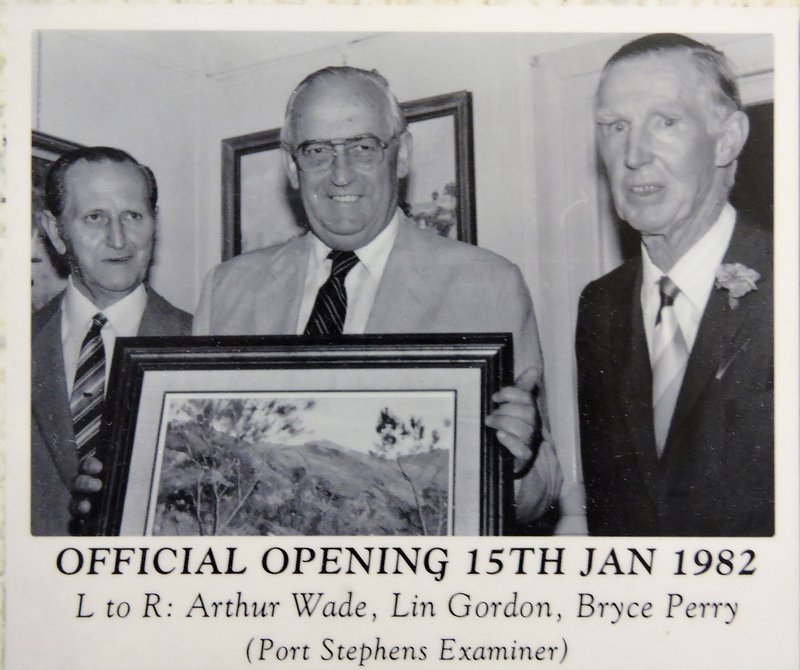 OFFICIAL OPENING 15TH JAN 1982
L to R: Arthur Wade, Lin Gordon, Bryce Perry
(Port Stephens Examiner)